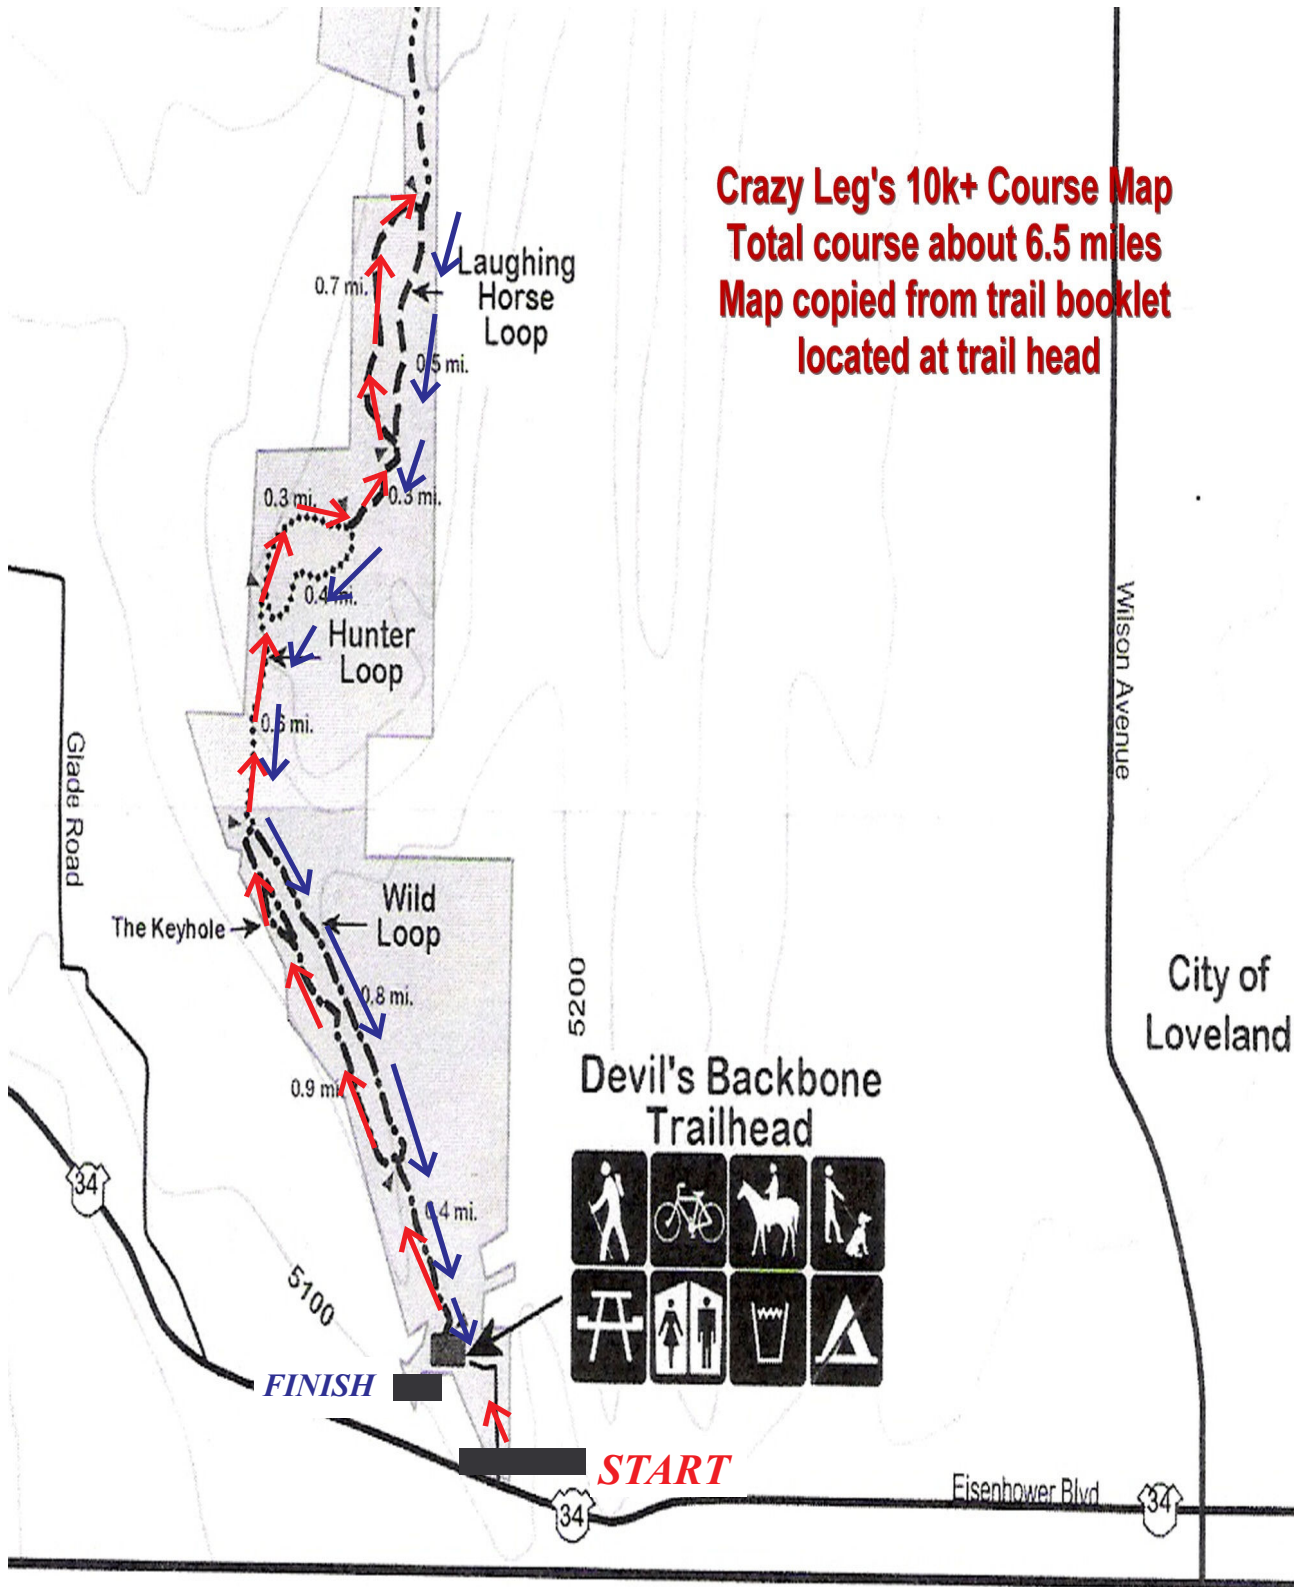 Crazy Leg's 10k+ Course Map
Total course about 6.5 miles
Map copied from trail booklet
located at trail head
Laughing
Horse
Loop
0.7 mi.
0.5 mi.
0.3 mi.
0.3 mi.
0.4 mi.
Hunter
Loop
0.6 mi.
Wilson Avenue
Glade Road
Wild
Loop
The Keyhole
0.8 mi.
5200
City of
Loveland
Devil's Backbone
Trailhead
0.9 mi.
34
0.4 mi.
5100
FINISH
START
Eisenhower Blvd
34
34